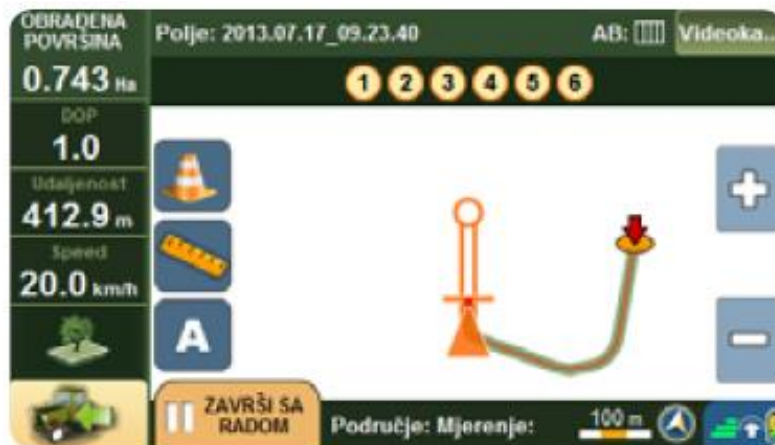 OBRAĐENA
POVRŠINA
0.743 Ha
DOP
1.0
Udaljenost
412.9 m
Speed
20.0 km/h
Polje: 2013.07.17_09.23.40
AB:
Videoka...
1 2 3 4 5 6
A
ZAVRŠI SA
RADOM
Područje: Mjerenje:
100 m